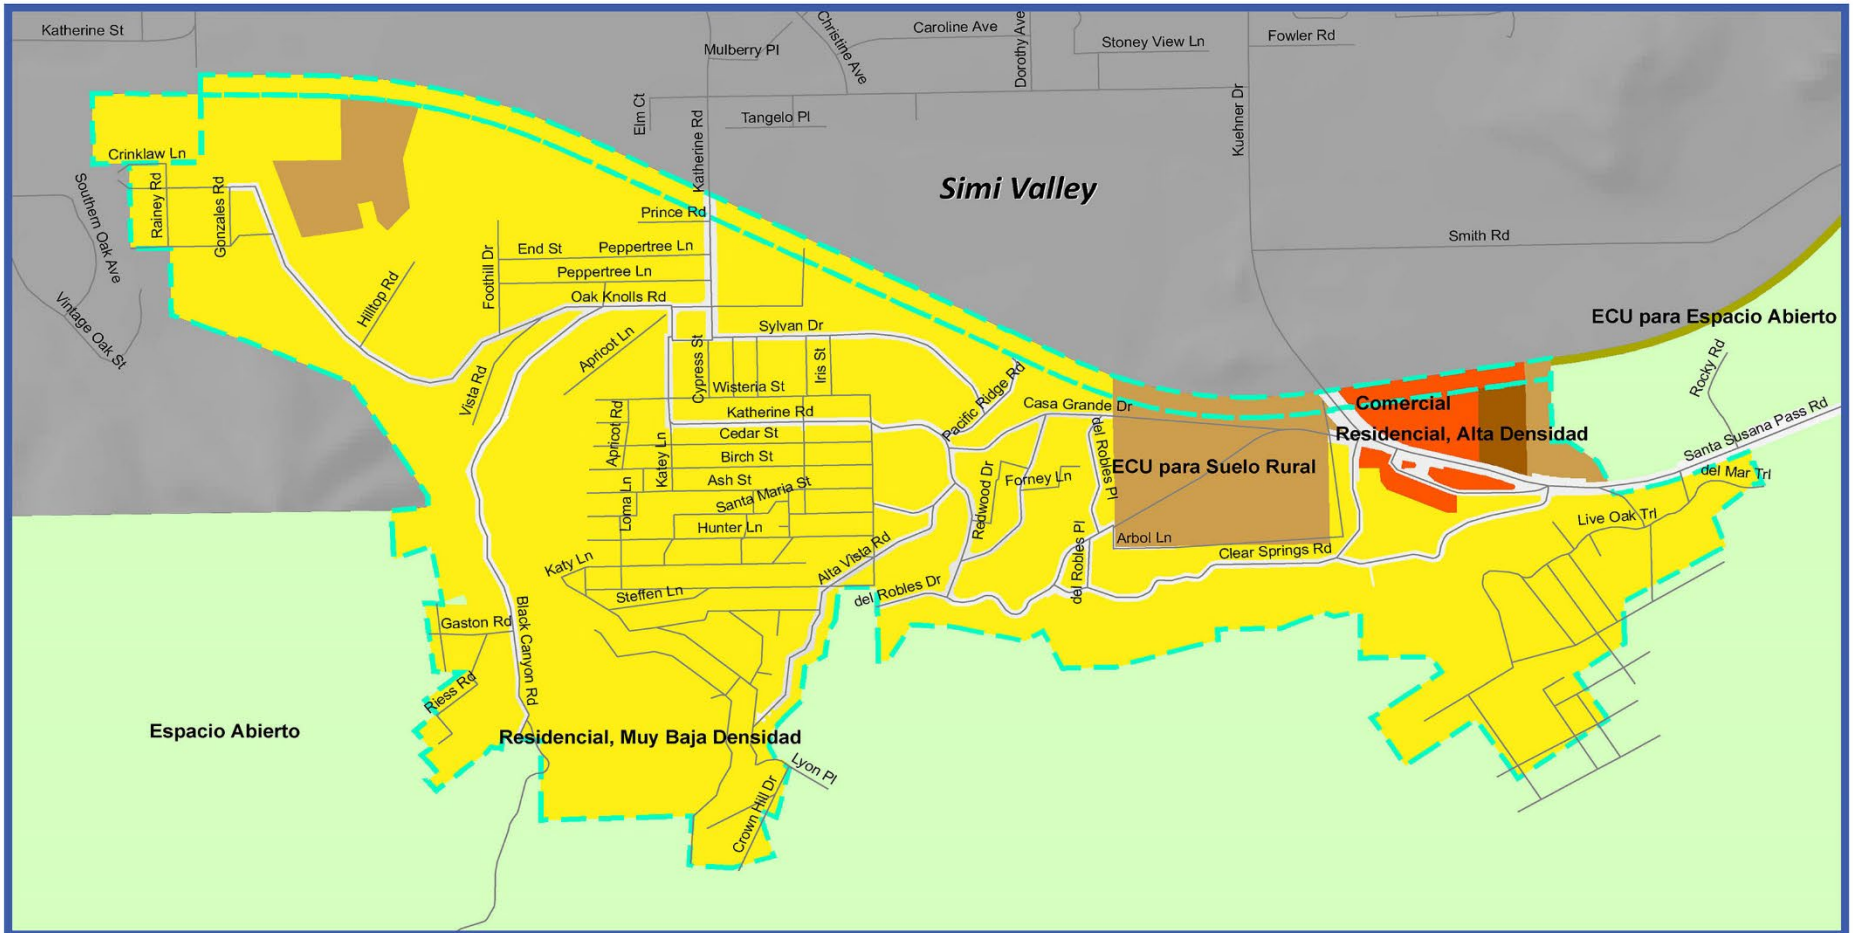 Katherine St
Mulberry Pl
Christine Ave
Caroline Ave
Dorothy Ave
Stoney View Ln
Fowler Rd
Elm Ct
Tangelo Pl
Katherine Rd
Kuehner Dr
Crinklaw Ln
Southern Oak Ave
Rainey Rd
Gonzales Rd
Simi Valley
Prince Rd
Smith Rd
Foothill Dr
End St
Peppertree Ln
Peppertree Ln
Hilltop Rd
Oak Knolls Rd
Vintage Oak St
ECU para Espacio Abierto
Sylvan Dr
Apricot Ln
Cypress St
Iris St
Rocky Rd
Vista Rd
Wisteria St
Pacific Ridge Rd
Casa Grande Dr
Comercial
Apricot Rd
Katherine Rd
Residencial, Alta Densidad
Cedar St
Katey Ln
del Robles Pl
Santa Susana Pass Rd
Birch St
ECU para Suelo Rural
del Mar Trl
Ash St
Forney Ln
Loma Ln
Santa Maria St
Redwood Dr
Live Oak Trl
Hunter Ln
Arbol Ln
Clear Springs Rd
Katy Ln
Alta Vista Rd
del Robles Pl
Steffen Ln
del Robles Dr
Gaston Rd
Black Canyon Rd
Riess Rd
Espacio Abierto
Residencial, Muy Baja Densidad
Lyon Pl
Crown Hill Dr